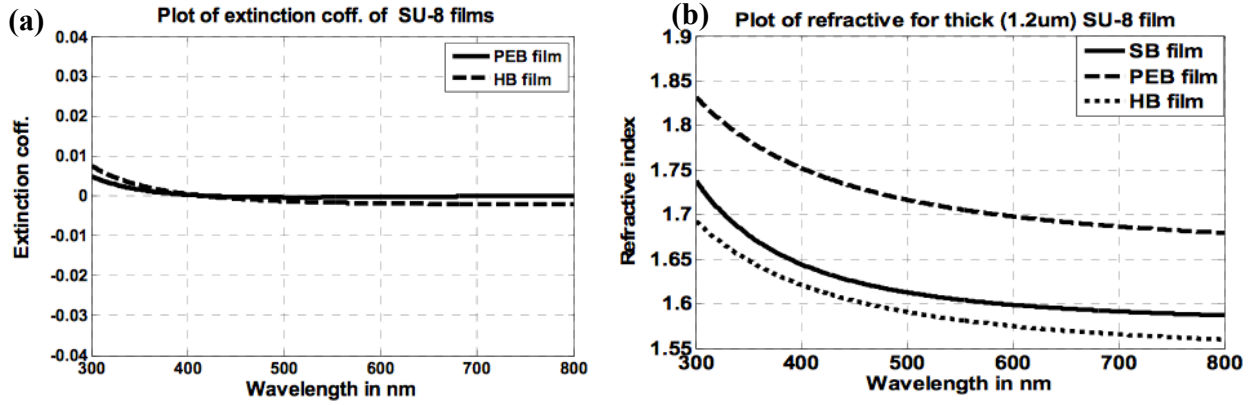 (a)
Plot of extinction coff. of SU-8 films
0.04
0.03
0.02
0.01
0
-0.01
-0.02
-0.03
-0.04
Extinction coff.
PEB film
HB film
300 400 500 600 700 800
Wavelength in nm
(b)
Plot of refractive for thick (1.2um) SU-8 film
1.9
1.85
1.8
1.75
1.7
1.65
1.6
1.55
Refractive index
SB film
PEB film
HB film
300 400 500 600 700 800
Wavelength in nm